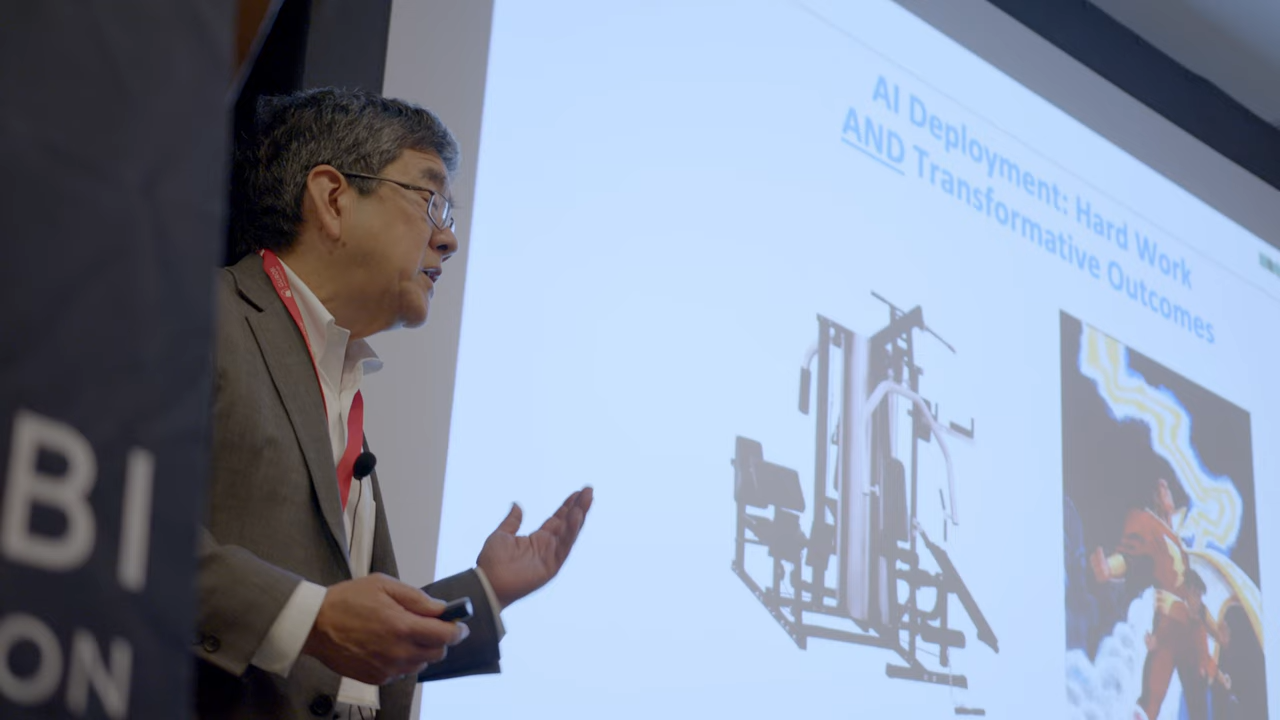 AI Deployment: Hard Work
AND Transformative Outcomes
BI
ON